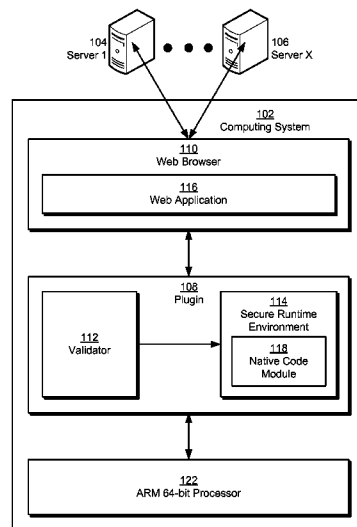 104
Server 1
106
Server X
102
Computing System
110
Web Browser
116
Web Application
108
Plugin
112
Validator
114
Secure Runtime
Environment
118
Native Code
Module
122
ARM 64-bit Processor